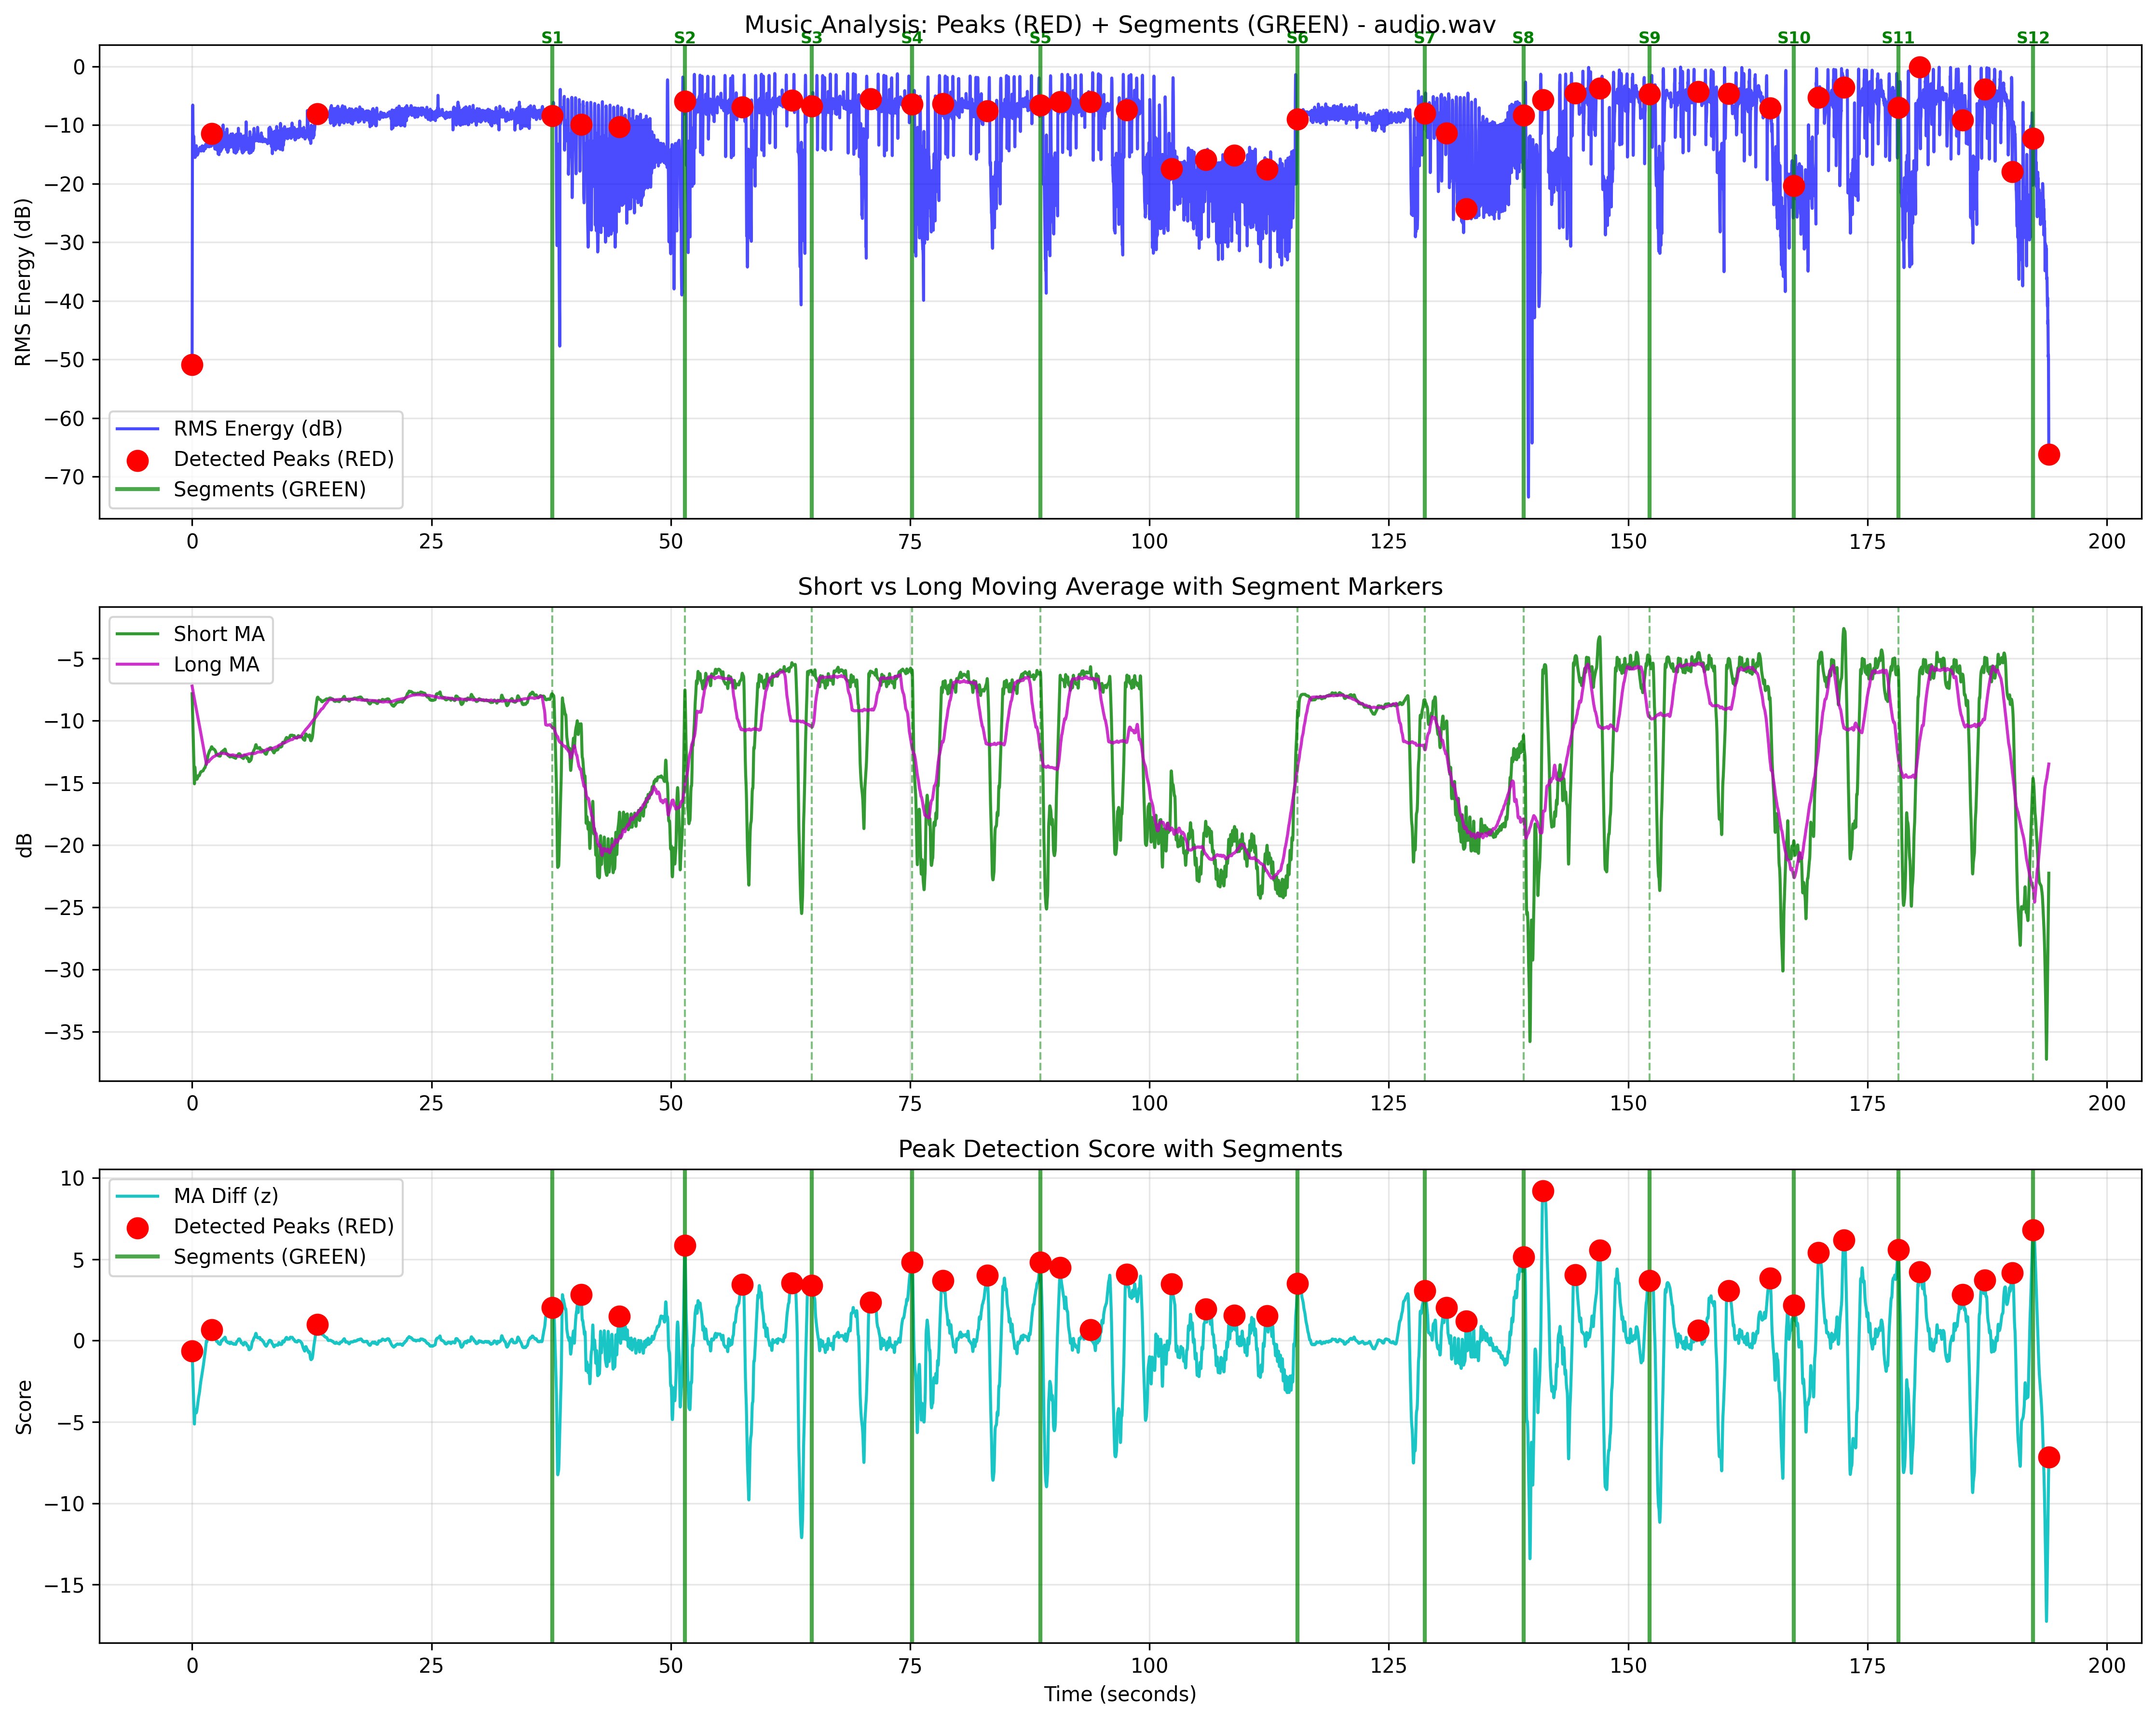 Music Analysis: Peaks (RED) + Segments (GREEN) - audio.wav
S1 S2 S3 S4 S5 S6 S7 S8 S9 S10 S11 S12
0
−10
−20
−30
−40
−50
−60
−70
RMS Energy (dB)
RMS Energy (dB)
Detected Peaks (RED)
Segments (GREEN)
0 25 50 75 100 125 150 175 200
Short vs Long Moving Average with Segment Markers
Short MA
Long MA
−5
−10
−15
−20
−25
−30
−35
dB
0 25 50 75 100 125 150 175 200
Peak Detection Score with Segments
MA Diff (z)
Detected Peaks (RED)
Segments (GREEN)
10
5
0
−5
−10
−15
Score
0 25 50 75 100 125 150 175 200
Time (seconds)